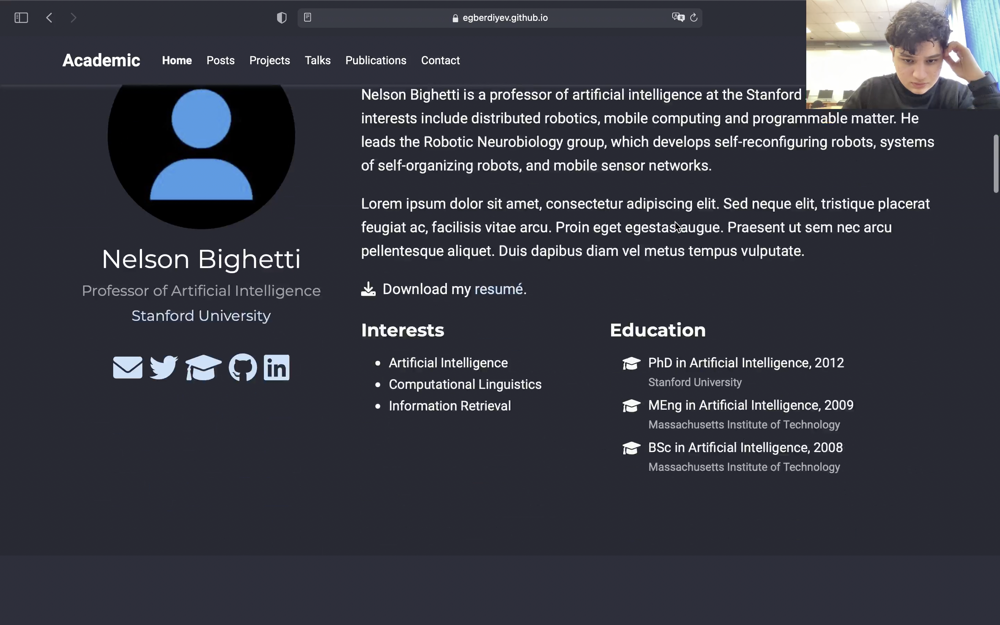 egberdiyev.github.io
Academic Home Posts Projects Talks Publications Contact
Nelson Bighetti is a professor of artificial intelligence at the Stanford
interests include distributed robotics, mobile computing and programmable matter. He
leads the Robotic Neurobiology group, which develops self-reconfiguring robots, systems
of self-organizing robots, and mobile sensor networks.
Lorem ipsum dolor sit amet, consectetur adipiscing elit. Sed neque elit, tristique placerat
feugiat ac, facilisis vitae arcu. Proin eget egestas augue. Praesent ut sem nec arcu
pellentesque aliquet. Duis dapibus diam vel metus tempus vulputate.
Download my resumé.
Nelson Bighetti
Professor of Artificial Intelligence
Stanford University
Interests
Artificial Intelligence
Computational Linguistics
Information Retrieval
Education
PhD in Artificial Intelligence, 2012
Stanford University
MEng in Artificial Intelligence, 2009
Massachusetts Institute of Technology
BSc in Artificial Intelligence, 2008
Massachusetts Institute of Technology